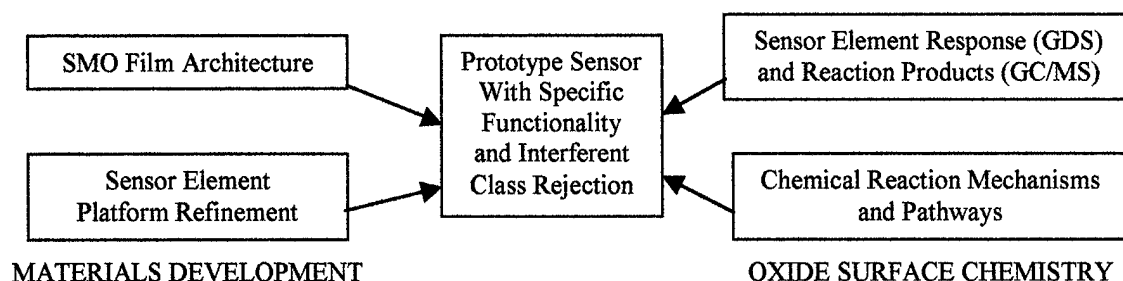 SMO Film Architecture
Sensor Element
Platform Refinement
MATERIALS DEVELOPMENT
Prototype Sensor
With Specific
Functionality
and Interferent
Class Rejection
Sensor Element Response (GDS)
and Reaction Products (GC/MS)
Chemical Reaction Mechanisms
and Pathways
OXIDE SURFACE CHEMISTRY